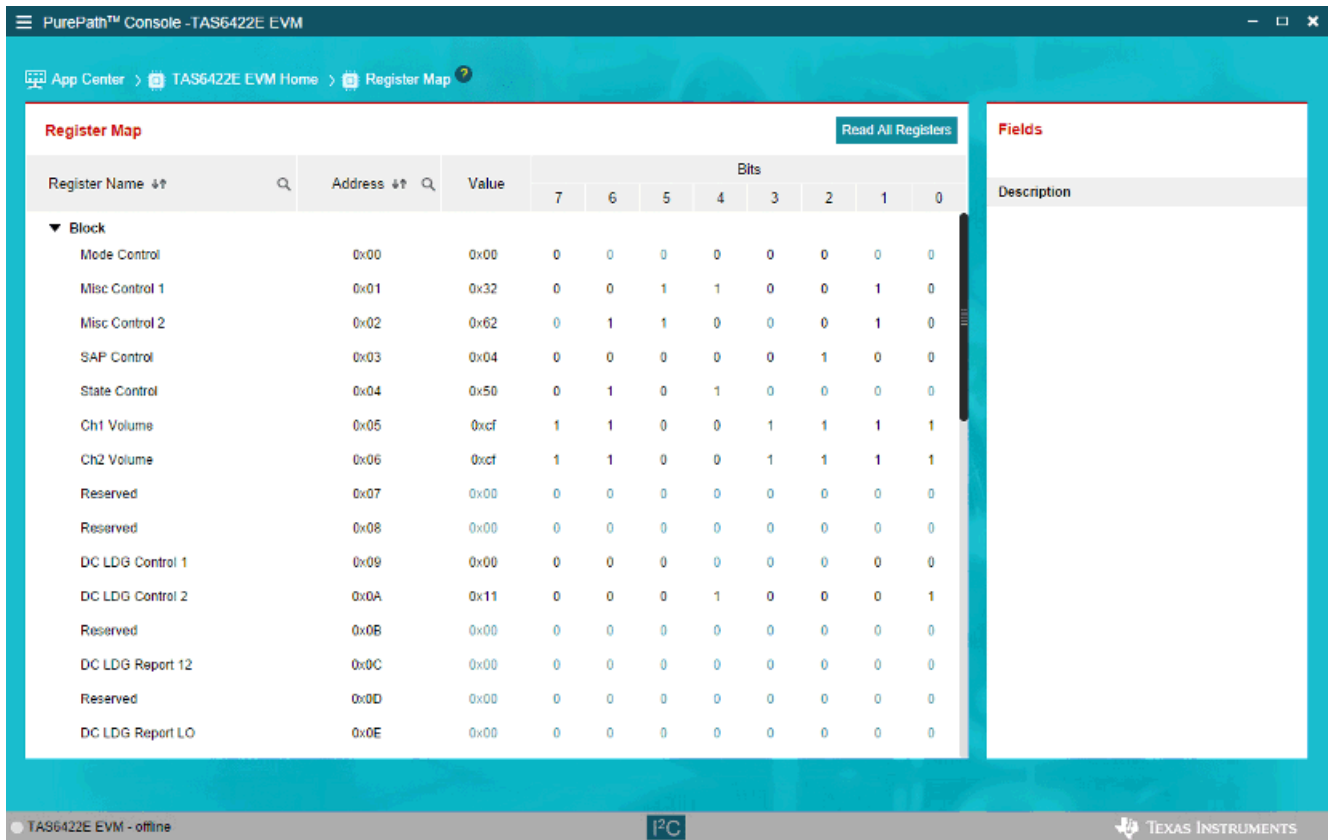 PurePath™ Console -TAS6422E EVM
App Center > TAS6422E EVM Home > Register Map ?
Register Map Read All Registers
Fields
Register Name Address Value Bits
7 6 5 4 3 2 1 0
Description
Block
Mode Control 0x00 0x00 0 0 0 0 0 0 0 0
Misc Control 1 0x01 0x32 0 0 1 1 0 0 1 0
Misc Control 2 0x02 0x62 0 1 1 0 0 0 1 0
SAP Control 0x03 0x04 0 0 0 0 0 1 0 0
State Control 0x04 0x50 0 1 0 1 0 0 0 0
Ch1 Volume 0x05 0xcf 1 1 0 0 1 1 1 1
Ch2 Volume 0x06 0xcf 1 1 0 0 1 1 1 1
Reserved 0x07 0x00 0 0 0 0 0 0 0 0
Reserved 0x08 0x00 0 0 0 0 0 0 0 0
DC LDG Control 1 0x09 0x00 0 0 0 0 0 0 0 0
DC LDG Control 2 0x0A 0x11 0 0 0 1 0 0 0 1
Reserved 0x0B 0x00 0 0 0 0 0 0 0 0
DC LDG Report 12 0x0C 0x00 0 0 0 0 0 0 0 0
Reserved 0x0D 0x00 0 0 0 0 0 0 0 0
DC LDG Report LO 0x0E 0x00 0 0 0 0 0 0 0 0
TAS6422E EVM - offline
I²C
TEXAS INSTRUMENTS